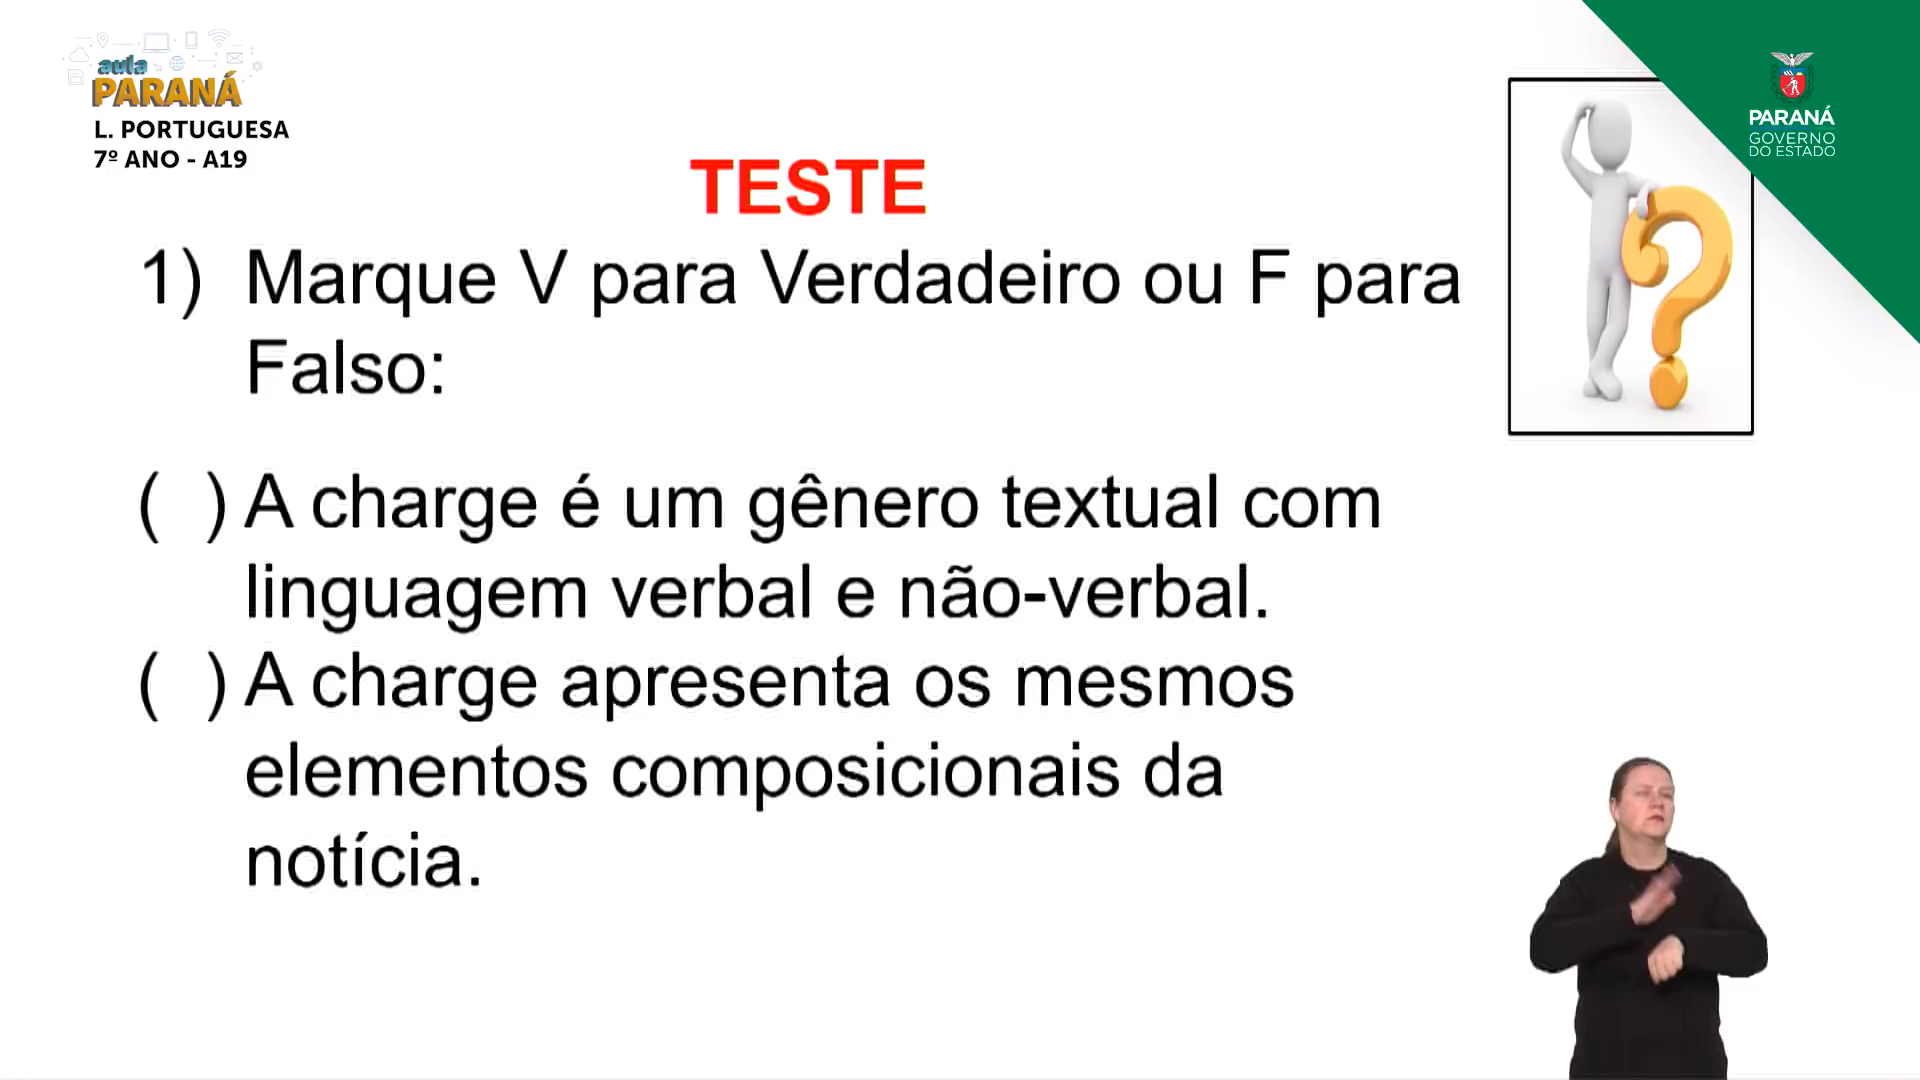 aula
PARANÁ
L. PORTUGUESA
7º ANO - A19
PARANÁ
GOVERNO
DO ESTADO
TESTE
1) Marque V para Verdadeiro ou F para
Falso:
( ) A charge é um gênero textual com
linguagem verbal e não-verbal.
( ) A charge apresenta os mesmos
elementos composicionais da
notícia.